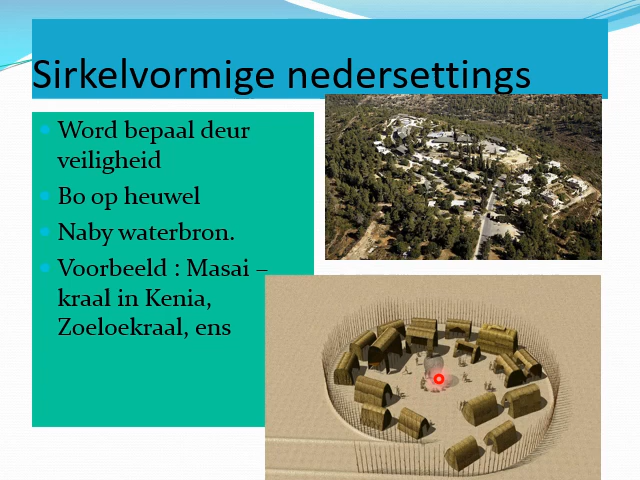 Sirkelvormige nedersettings
Word bepaal deur
veiligheid
Bo op heuwel
Naby waterbron.
Voorbeeld : Masai –
kraal in Kenia,
Zoeloekraal, ens